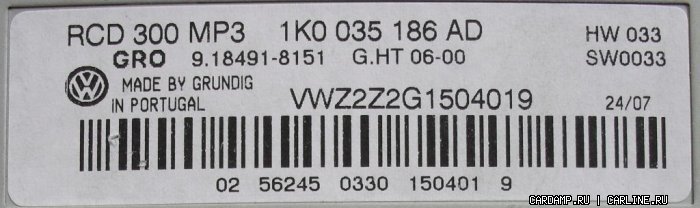 RCD 300 MP3 1K0 035 186 AD HW 033
GRO 9.18491-8151 G.HT 06-00 SW0033
MADE BY GRUNDIG
IN PORTUGAL
VWZ2Z2G1504019 24/07
02 56245 0330 150401 9
CARDAMP.RU | CARLINE.RU